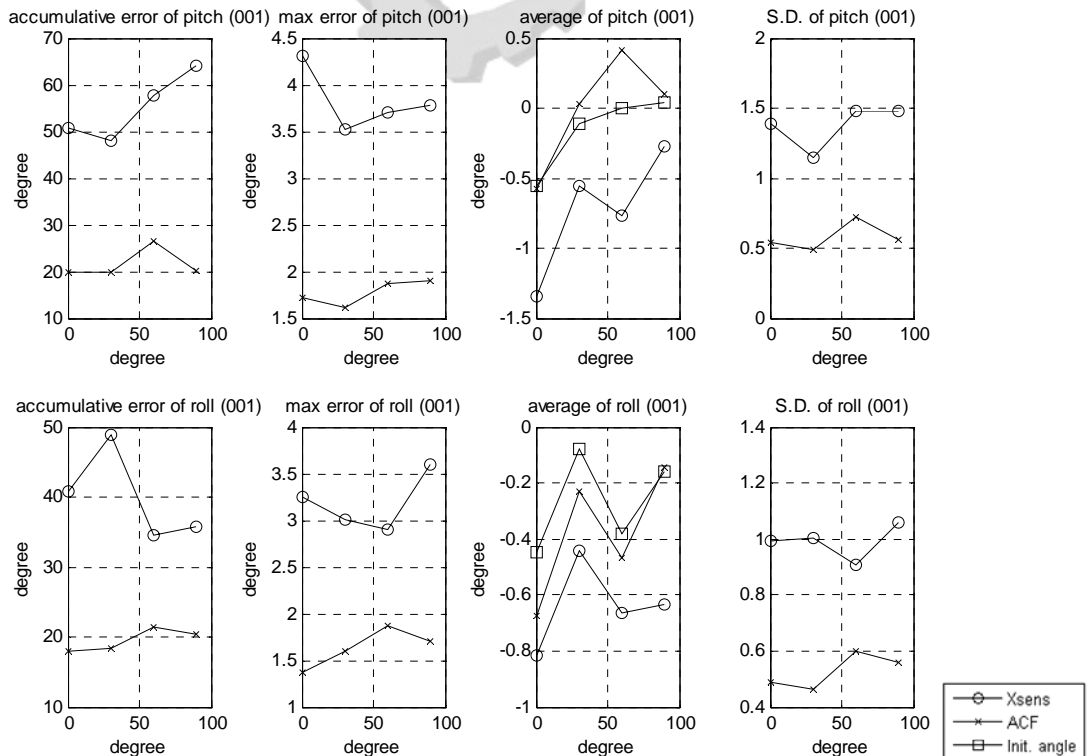 accumulative error of pitch (001)
70
60
50
40
30
20
10
0 50 100
degree
degree
max error of pitch (001)
4.5
4
3.5
3
2.5
2
1.5
0 50 100
degree
average of pitch (001)
0.5
0
-0.5
-1
-1.5
0 50 100
degree
degree
S.D. of pitch (001)
2
1.5
1
0.5
0
0 50 100
degree
accumulative error of roll (001)
50
40
30
20
10
0 50 100
degree
degree
max error of roll (001)
4
3.5
3
2.5
2
1.5
1
0 50 100
degree
average of roll (001)
0
-0.2
-0.4
-0.6
-0.8
-1
0 50 100
degree
degree
S.D. of roll (001)
1.4
1.2
1
0.8
0.6
0.4
0 50 100
degree
Xsens
ACF
Init. angle